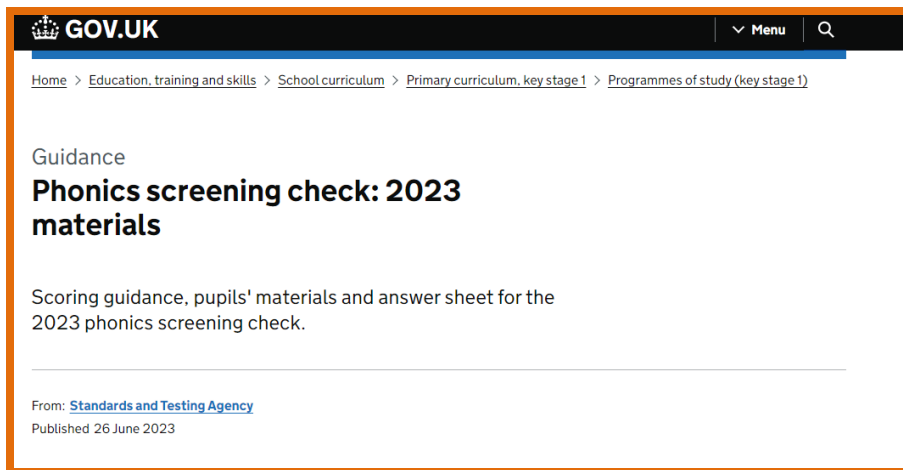 GOV.UK
Menu
Home > Education, training and skills > School curriculum > Primary curriculum, key stage 1 > Programmes of study (key stage 1)
Guidance
Phonics screening check: 2023
materials
Scoring guidance, pupils' materials and answer sheet for the
2023 phonics screening check.
From: Standards and Testing Agency
Published 26 June 2023